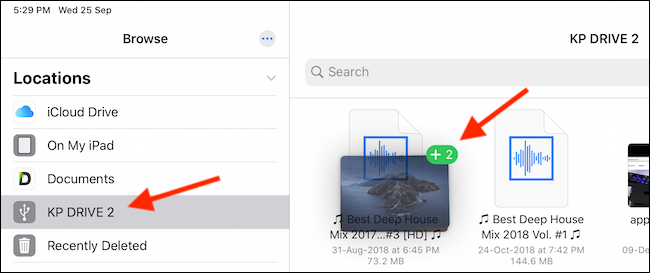 5:29 PM Wed 25 Sep
Browse
Locations
iCloud Drive
On My iPad
Documents
KP DRIVE 2
Recently Deleted
KP DRIVE 2
Search
+ 2
♫ Best Deep House
Mix 2017...#3 [HD] ♫
31-Aug-2018 at 6:45 PM
73.2 MB
♫ Best Deep House
Mix 2018 Vol. #1 ♫
24-Oct-2018 at 7:42 PM
144.6 MB
app
09-De